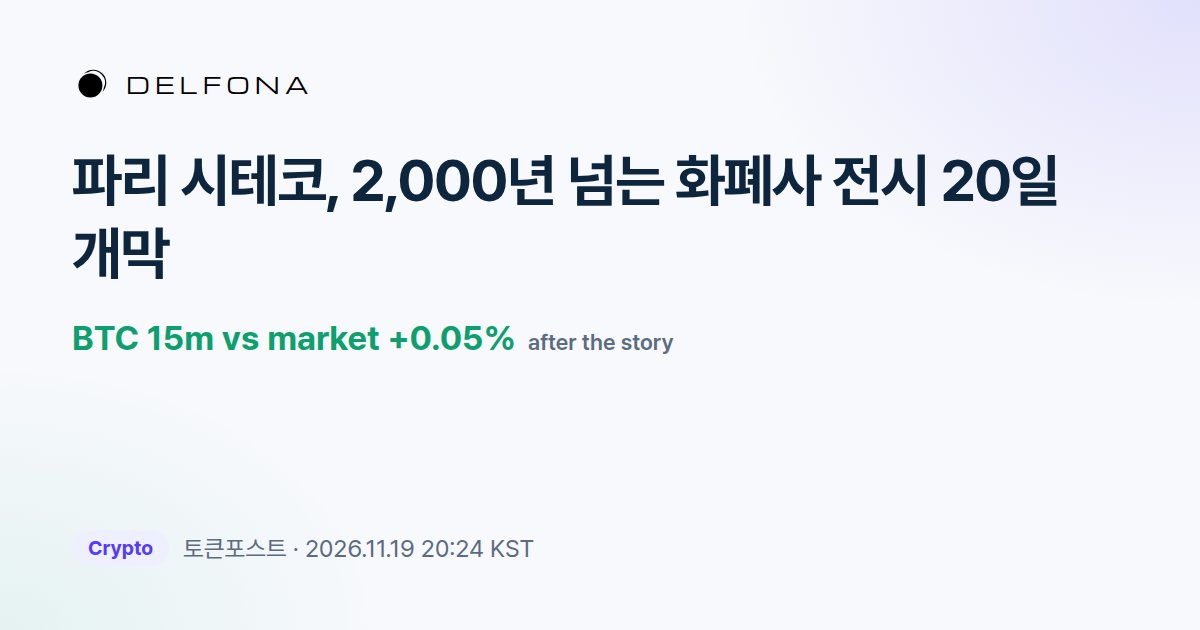 DELFONA
파리 시테코, 2,000년 넘는 화폐사 전시 20일
개막
BTC 15m vs market +0.05% after the story
Crypto 토큰포스트 · 2026.11.19 20:24 KST